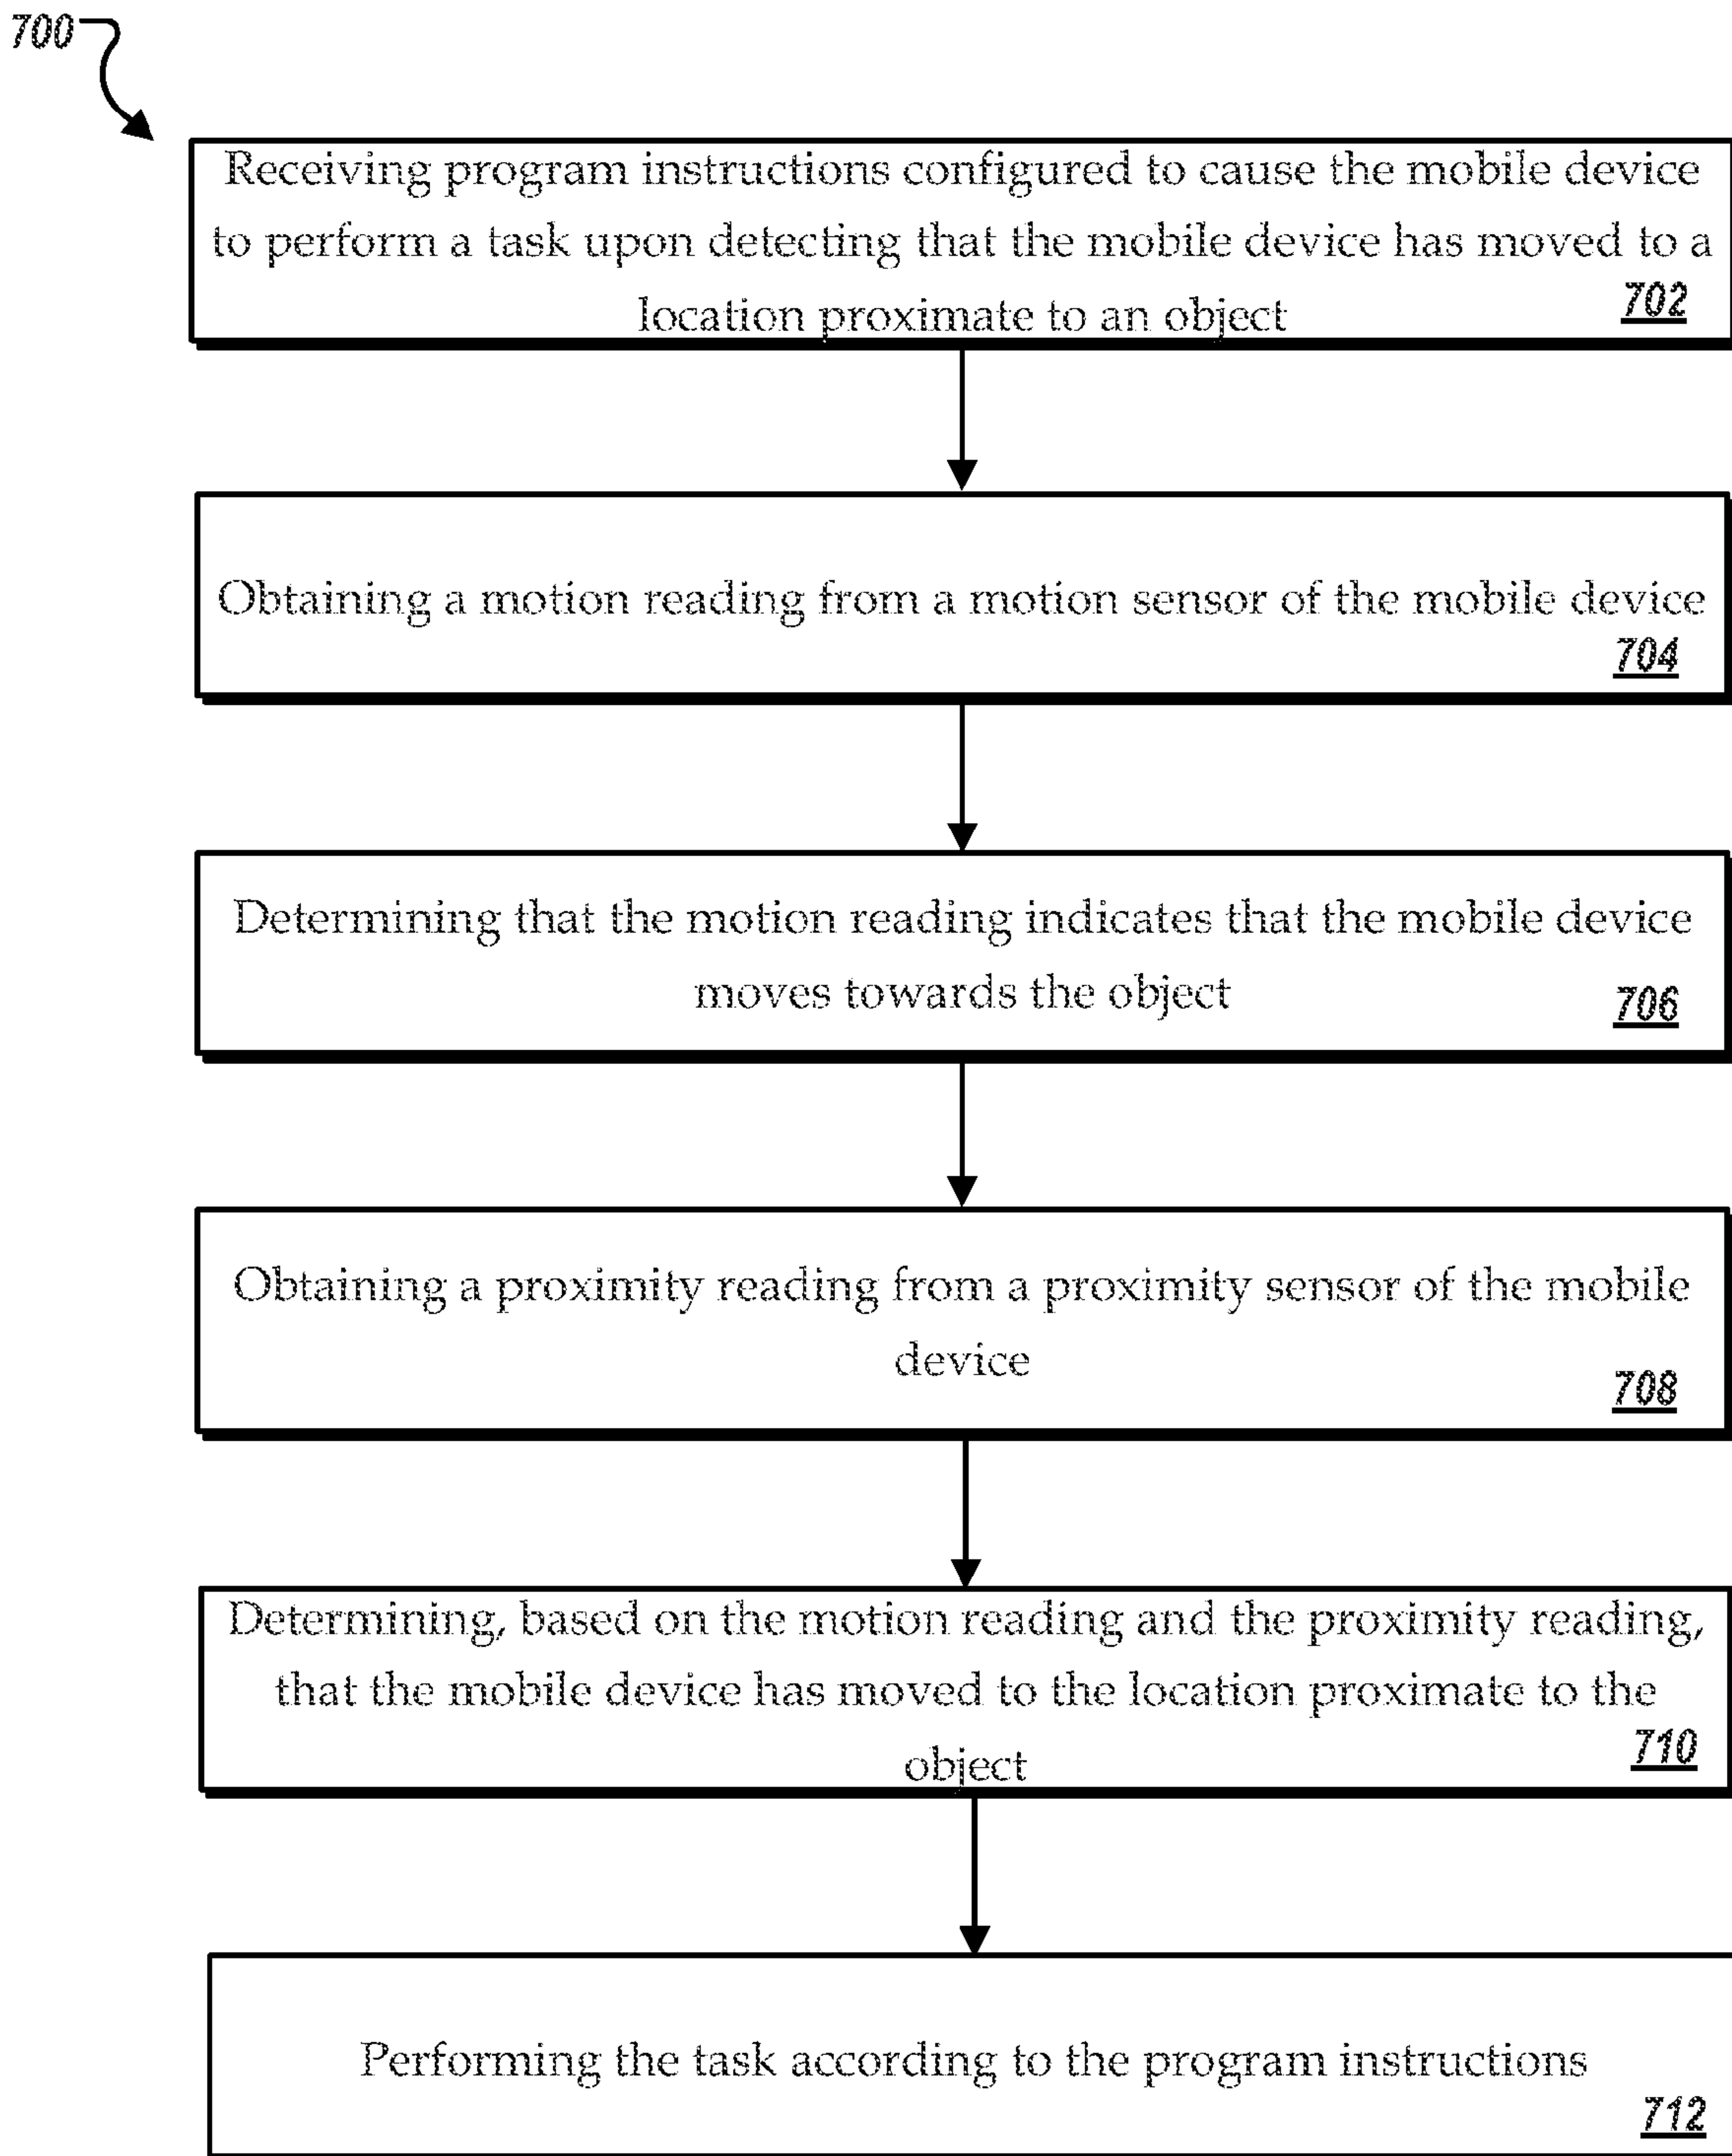 700
Receiving program instructions configured to cause the mobile device
to perform a task upon detecting that the mobile device has moved to a
location proximate to an object
702
Obtaining a motion reading from a motion sensor of the mobile device
704
Determining that the motion reading indicates that the mobile device
moves towards the object
706
Obtaining a proximity reading from a proximity sensor of the mobile
device
708
Determining, based on the motion reading and the proximity reading,
that the mobile device has moved to the location proximate to the
object
710
Performing the task according to the program instructions
712